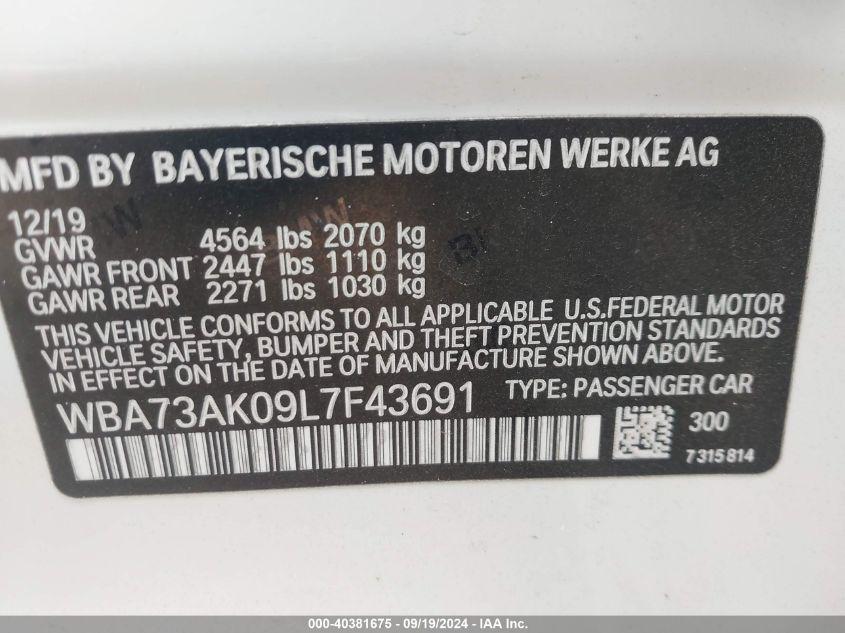 MFD BY BAYERISCHE MOTOREN WERKE AG
12/19
GVWR 4564 lbs 2070 kg
GAWR FRONT 2447 lbs 1110 kg
GAWR REAR 2271 lbs 1030 kg
THIS VEHICLE CONFORMS TO ALL APPLICABLE U.S.FEDERAL MOTOR
VEHICLE SAFETY, BUMPER AND THEFT PREVENTION STANDARDS
IN EFFECT ON THE DATE OF MANUFACTURE SHOWN ABOVE.
WBA73AK09L7F43691 TYPE: PASSENGER CAR
300
7315814
000-40381675 - 09/19/2024 - IAA Inc.